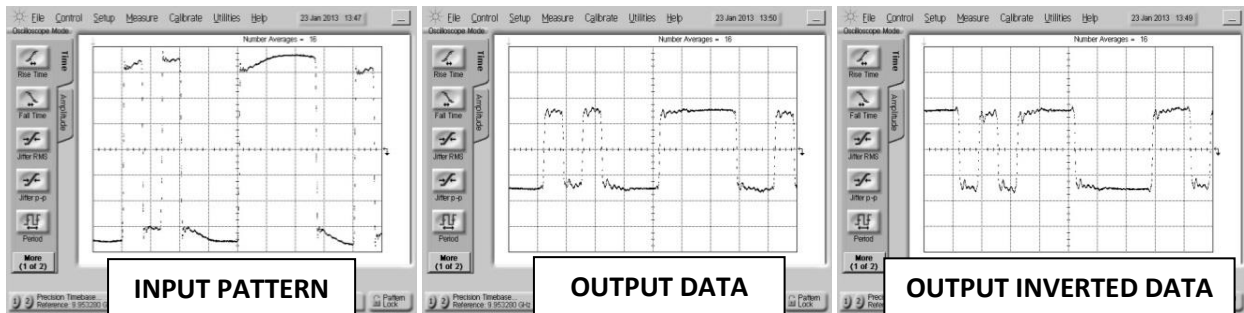 File Control Setup Measure Calibrate Utilities Help 23 Jan 2013 13:47
Oscilloscope Mode
Number Averages = 16
Time
Rise Time
Amplitude
Fall Time
Jitter RMS
Jitter p-p
Period
More
(1 of 2)
INPUT PATTERN
Precision Timebase...
Reference: 9.953280 GHz
Pattern
Lock
File Control Setup Measure Calibrate Utilities Help 23 Jan 2013 13:50
Oscilloscope Mode
Number Averages = 16
Time
Rise Time
Amplitude
Fall Time
Jitter RMS
Jitter p-p
Period
More
(1 of 2)
OUTPUT DATA
Precision Timebase...
Reference: 9.953280 GHz
Pattern
Lock
File Control Setup Measure Calibrate Utilities Help 23 Jan 2013 13:49
Oscilloscope Mode
Number Averages = 16
Time
Rise Time
Amplitude
Fall Time
Jitter RMS
Jitter p-p
Period
More
(1 of 2)
OUTPUT INVERTED DATA